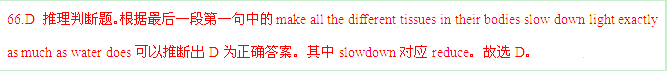 66.D 推理判断题。根据最后一段第一句中的 make all the different tissues in their bodies slow down light exactly
as much as water does 可以推断出 D 为正确答案。其中 slowdown 对应 reduce。故选 D。